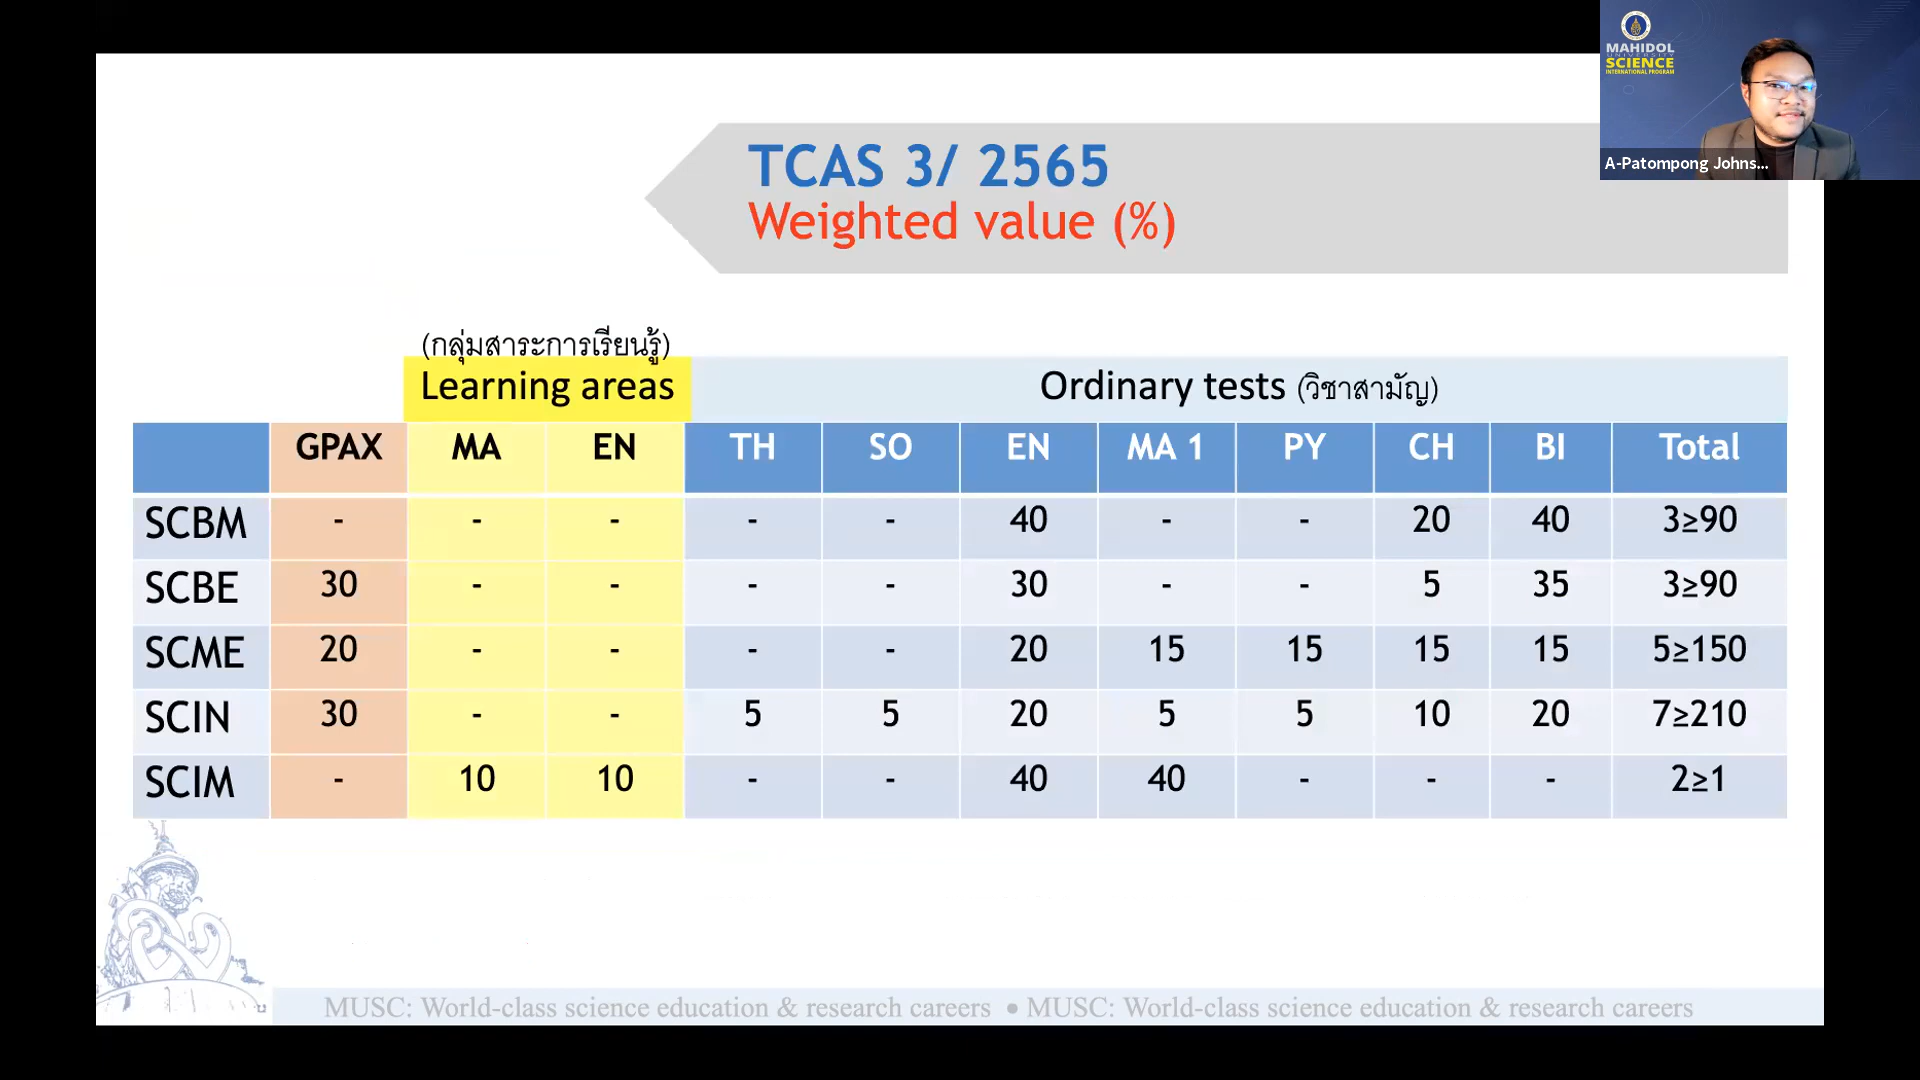 MAHIDOL
UNIVERSITY
SCIENCE
INTERNATIONAL PROGRAM
A-Patompong Johns...
TCAS 3/ 2565
Weighted value (%)
(กลุ่มสาระการเรียนรู้)
Learning areas
Ordinary tests (วิชาสามัญ)
GPAX MA EN TH SO EN MA 1 PY CH BI Total
SCBM - - - - - 40 - - 20 40 3≥90
SCBE 30 - - - - 30 - - 5 35 3≥90
SCME 20 - - - - 20 15 15 15 15 5≥150
SCIN 30 - - 5 5 20 5 5 10 20 7≥210
SCIM - 10 10 - - 40 40 - - - 2≥1
MUSC: World-class science education & research careers • MUSC: World-class science education & research careers